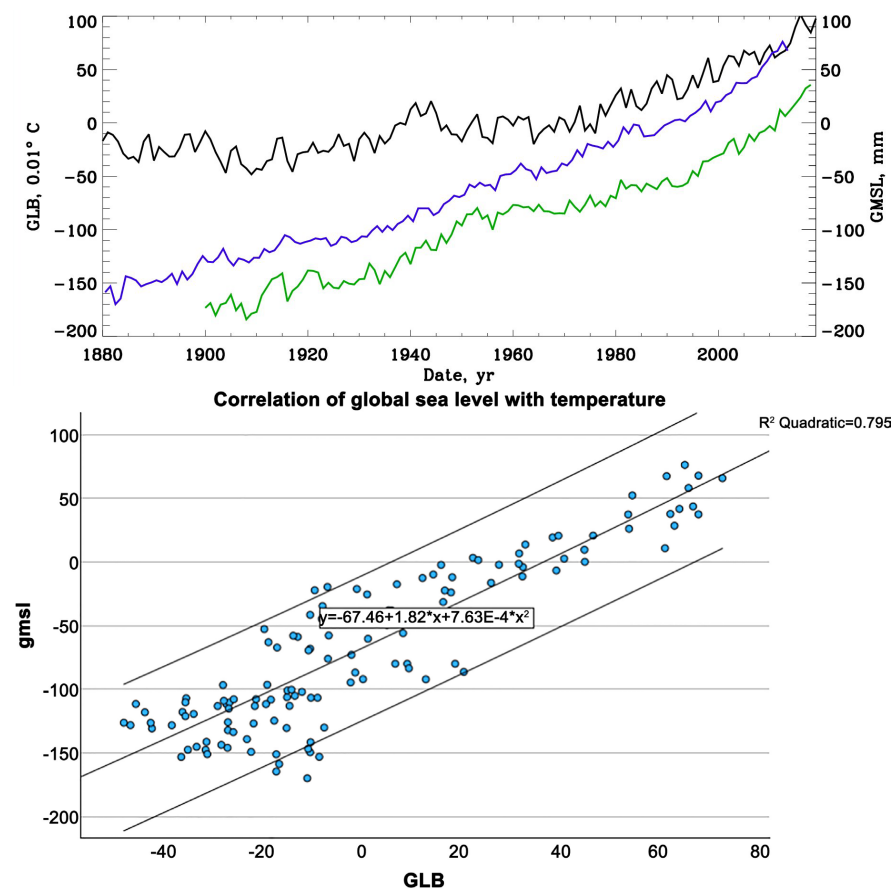 100
50
0
−50
−100
−150
−200
GLB, 0.01° C
100
50
0
−50
−100
−150
−200
GMSL, mm
1880 1900 1920 1940 1960 1980 2000
Date, yr
Correlation of global sea level with temperature
R² Quadratic=0.795
100
50
0
-50
-100
-150
-200
gmsl
y=-67.46+1.82*x+7.63E-4*x²
-40 -20 0 20 40 60 80
GLB